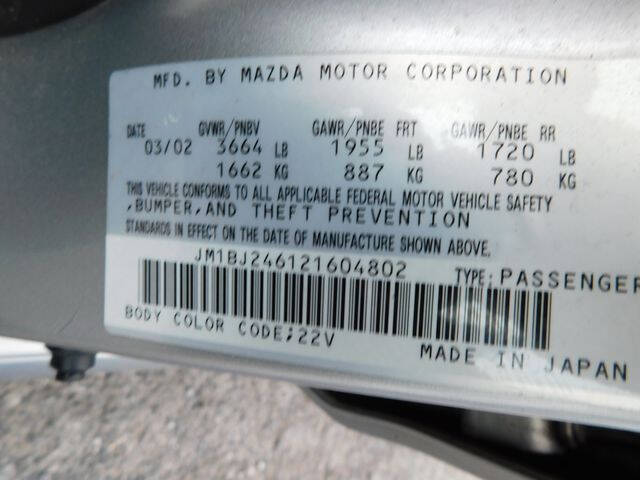 MFD. BY MAZDA MOTOR CORPORATION
DATE GVWR/PNBV GAWR/PNBE FRT GAWR/PNBE RR
03/02 3664 LB 1955 LB 1720 LB
1662 KG 887 KG 780 KG
THIS VEHICLE CONFORMS TO ALL APPLICABLE FEDERAL MOTOR VEHICLE SAFETY
,BUMPER,AND THEFT PREVENTION
STANDARDS IN EFFECT ON THE DATE OF MANUFACTURE SHOWN ABOVE.
JM1BJ246121604802 TYPE;PASSENGER
BODY COLOR CODE;22V
MADE IN JAPAN